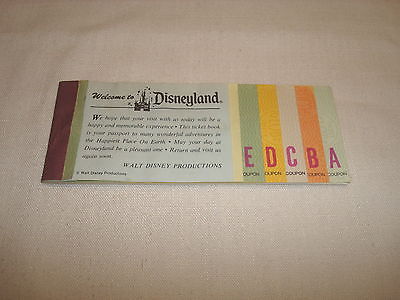 Welcome to Disneyland®
We hope that your visit with us today will be a
happy and memorable experience • This ticket book
is your passport to many wonderful adventures in
the Happiest Place On Earth • May your day at
Disneyland be a pleasant one • Return and visit us
again soon.
WALT DISNEY PRODUCTIONS
© Walt Disney Productions
E D C B A
COUPON COUPON COUPON COUPON COUPON